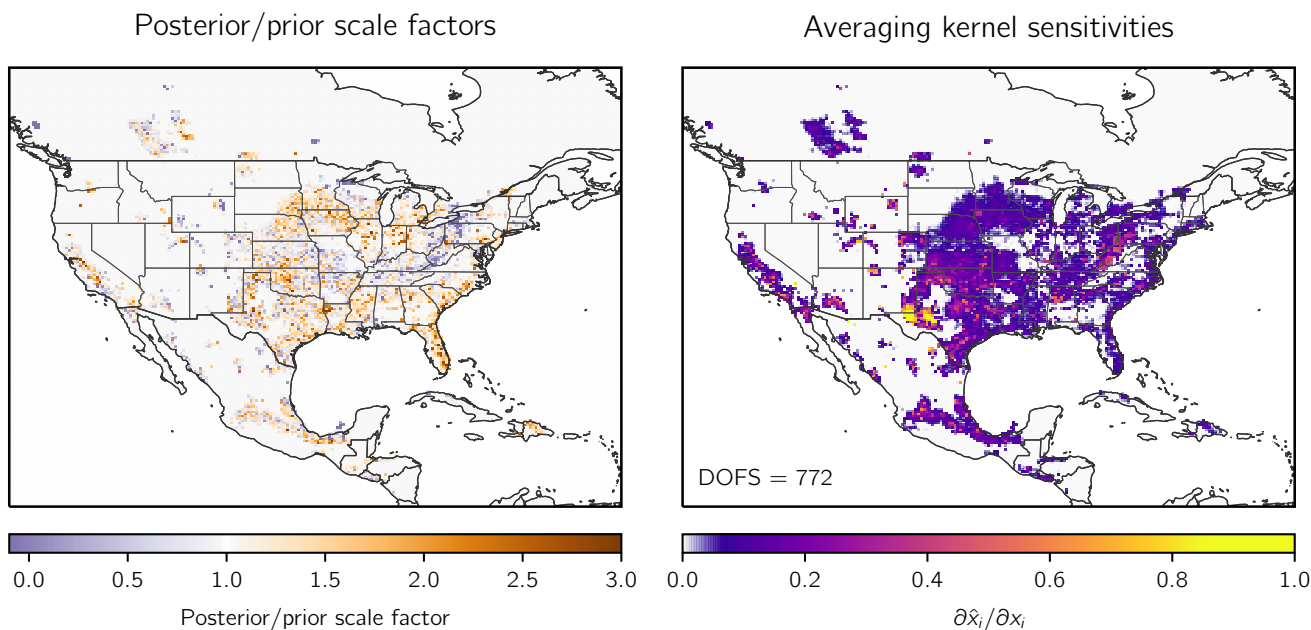 Posterior/prior scale factors
Averaging kernel sensitivities
DOFS = 772
0.0 0.5 1.0 1.5 2.0 2.5 3.0
Posterior/prior scale factor
0.0 0.2 0.4 0.6 0.8 1.0
∂x̂ᵢ/∂xᵢ